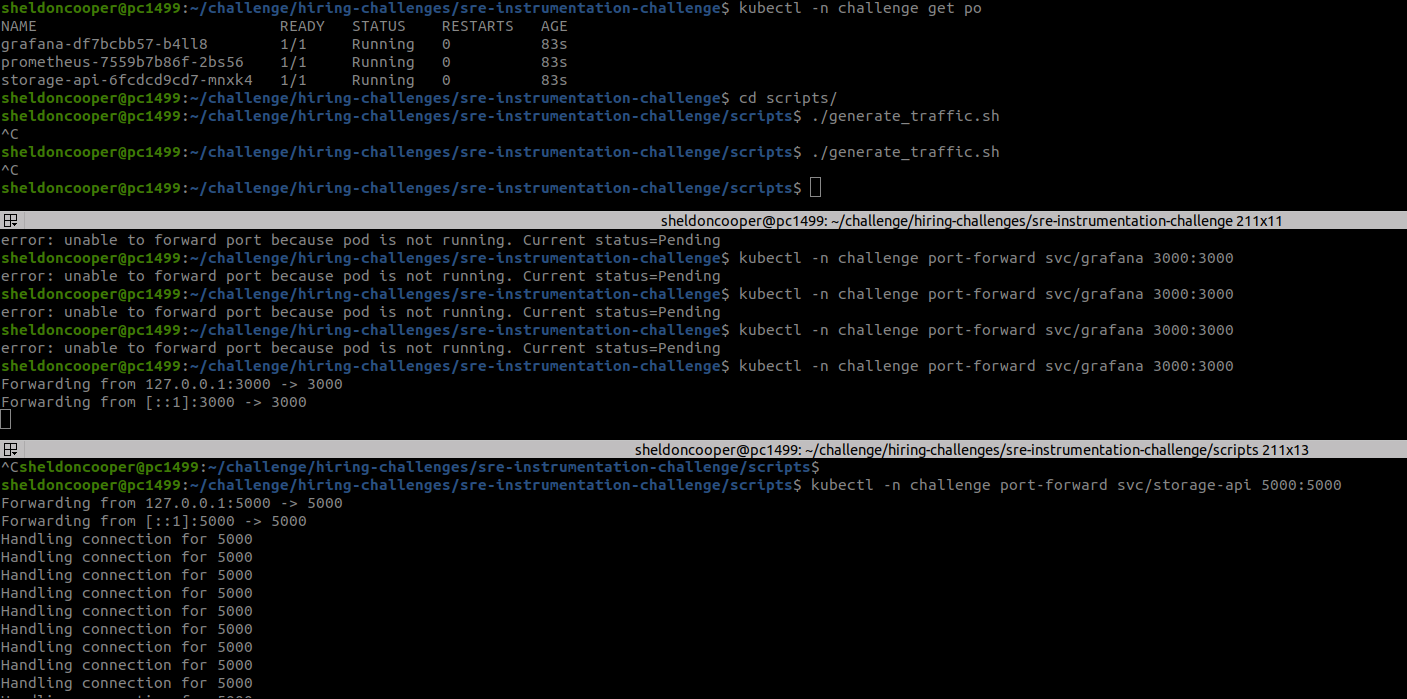 sheldoncooper@pc1499:~/challenge/hiring-challenges/sre-instrumentation-challenge$ kubectl -n challenge get po
NAME                           READY   STATUS    RESTARTS   AGE
grafana-df7bcbb57-b4ll8        1/1     Running   0          83s
prometheus-7559b7b86f-2bs56    1/1     Running   0          83s
storage-api-6fcdcd9cd7-mnxk4   1/1     Running   0          83s
sheldoncooper@pc1499:~/challenge/hiring-challenges/sre-instrumentation-challenge$ cd scripts/
sheldoncooper@pc1499:~/challenge/hiring-challenges/sre-instrumentation-challenge/scripts$ ./generate_traffic.sh
^C
sheldoncooper@pc1499:~/challenge/hiring-challenges/sre-instrumentation-challenge/scripts$ ./generate_traffic.sh
^C
sheldoncooper@pc1499:~/challenge/hiring-challenges/sre-instrumentation-challenge/scripts$
sheldoncooper@pc1499: ~/challenge/hiring-challenges/sre-instrumentation-challenge 211x11
error: unable to forward port because pod is not running. Current status=Pending
sheldoncooper@pc1499:~/challenge/hiring-challenges/sre-instrumentation-challenge$ kubectl -n challenge port-forward svc/grafana 3000:3000
error: unable to forward port because pod is not running. Current status=Pending
sheldoncooper@pc1499:~/challenge/hiring-challenges/sre-instrumentation-challenge$ kubectl -n challenge port-forward svc/grafana 3000:3000
error: unable to forward port because pod is not running. Current status=Pending
sheldoncooper@pc1499:~/challenge/hiring-challenges/sre-instrumentation-challenge$ kubectl -n challenge port-forward svc/grafana 3000:3000
error: unable to forward port because pod is not running. Current status=Pending
sheldoncooper@pc1499:~/challenge/hiring-challenges/sre-instrumentation-challenge$ kubectl -n challenge port-forward svc/grafana 3000:3000
Forwarding from 127.0.0.1:3000 -> 3000
Forwarding from [::1]:3000 -> 3000
sheldoncooper@pc1499: ~/challenge/hiring-challenges/sre-instrumentation-challenge/scripts 211x13
^Csheldoncooper@pc1499:~/challenge/hiring-challenges/sre-instrumentation-challenge/scripts$
sheldoncooper@pc1499:~/challenge/hiring-challenges/sre-instrumentation-challenge/scripts$ kubectl -n challenge port-forward svc/storage-api 5000:5000
Forwarding from 127.0.0.1:5000 -> 5000
Forwarding from [::1]:5000 -> 5000
Handling connection for 5000
Handling connection for 5000
Handling connection for 5000
Handling connection for 5000
Handling connection for 5000
Handling connection for 5000
Handling connection for 5000
Handling connection for 5000
Handling connection for 5000